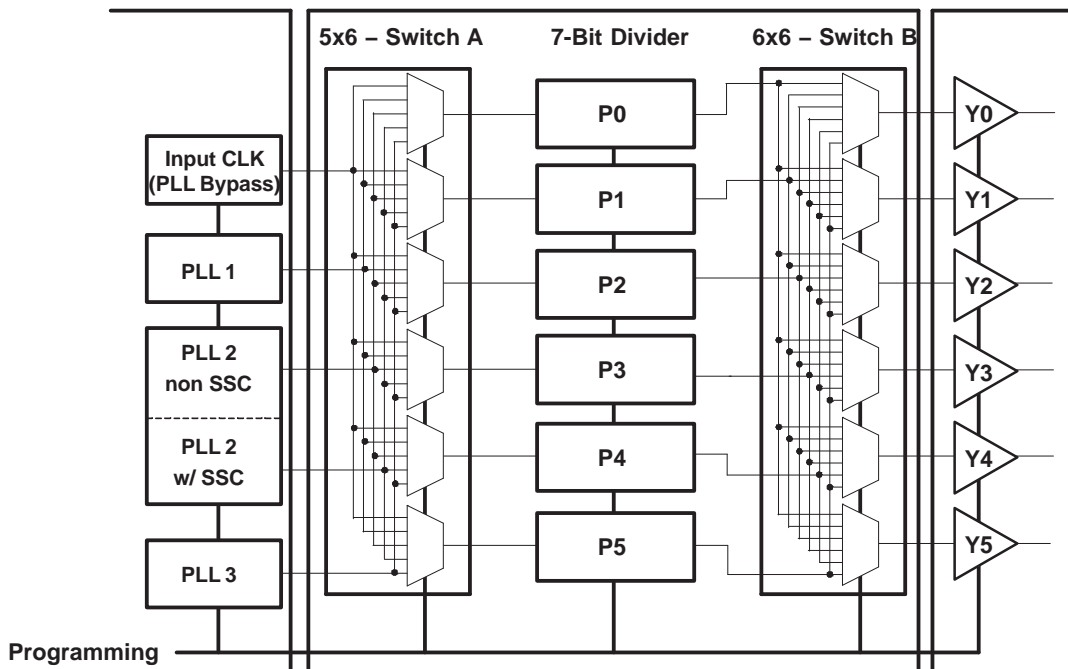 5x6 – Switch A
7-Bit Divider
6x6 – Switch B
Input CLK
(PLL Bypass)
PLL 1
PLL 2
non SSC
PLL 2
w/ SSC
PLL 3
P0
P1
P2
P3
P4
P5
Y0
Y1
Y2
Y3
Y4
Y5
Programming